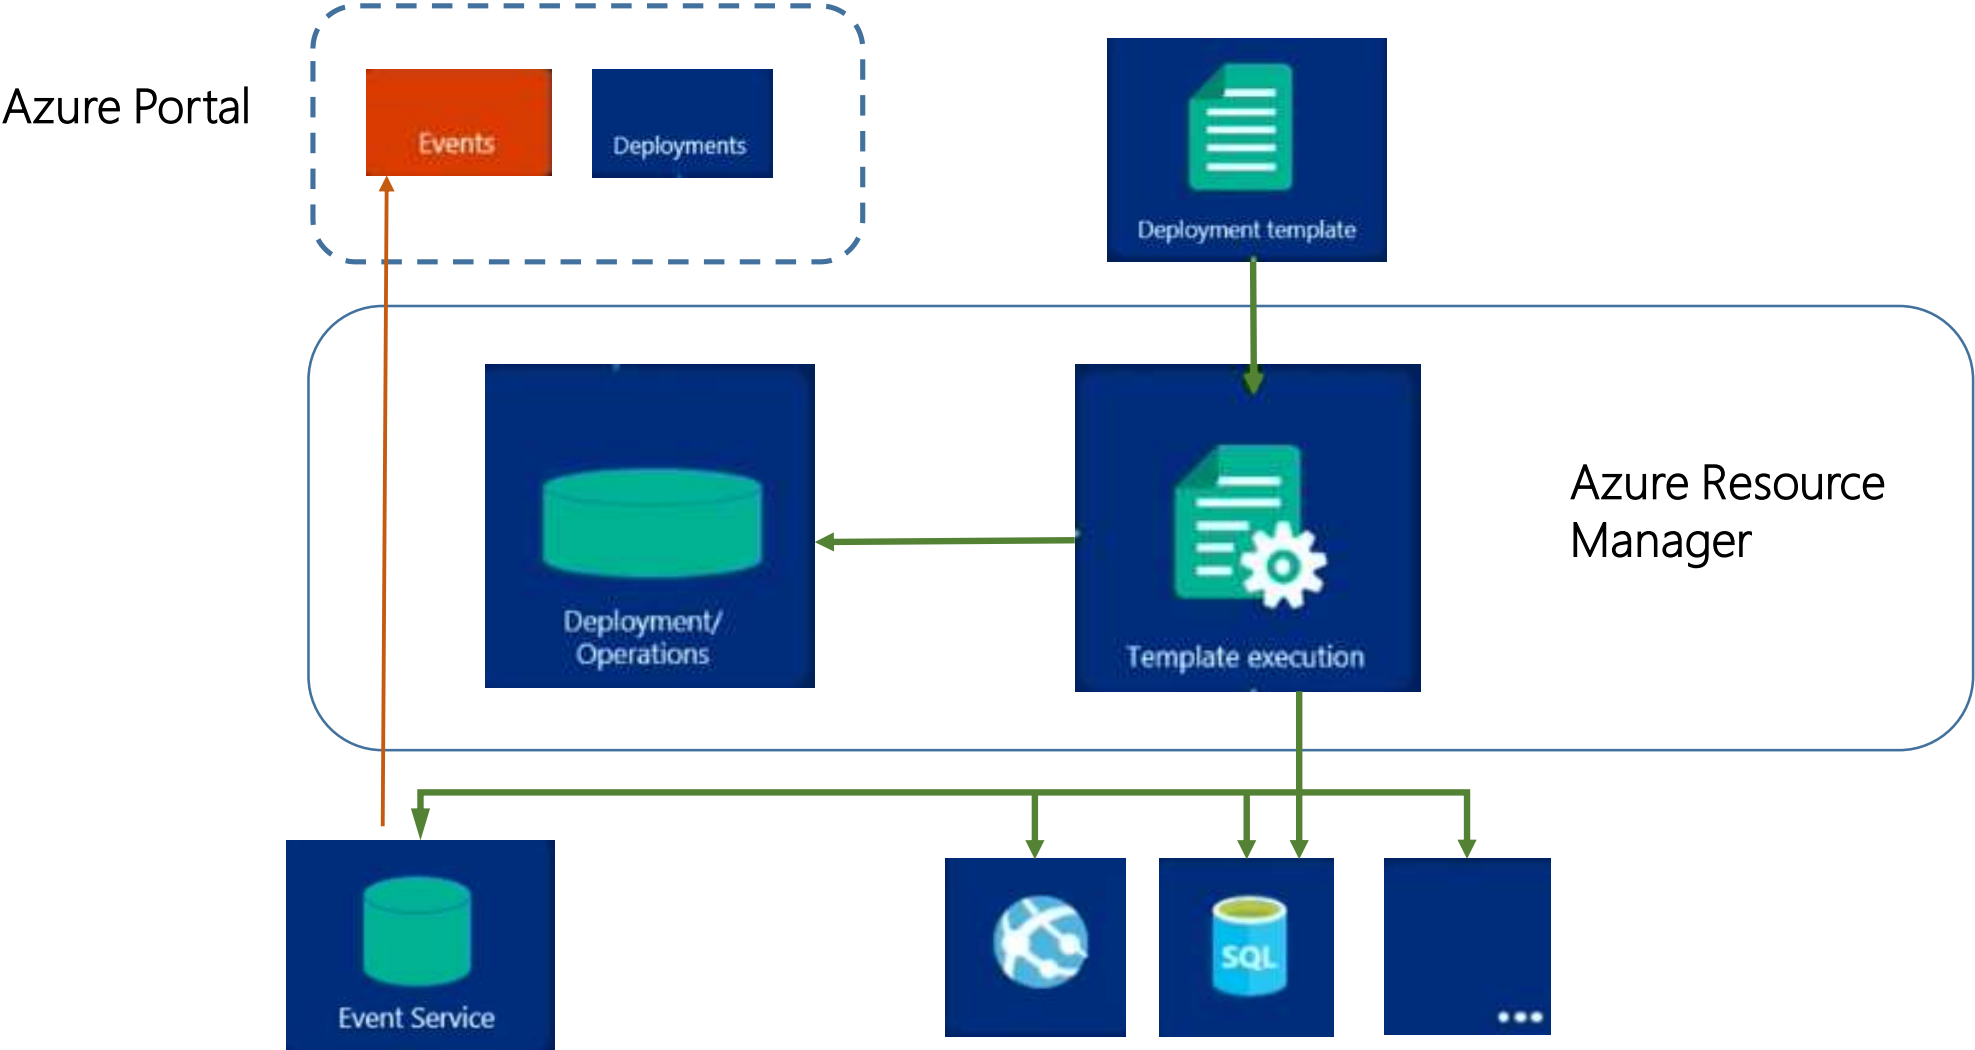 Azure Portal
Events
Deployments
Deployment template
Deployment/
Operations
Template execution
Azure Resource
Manager
Event Service
SQL